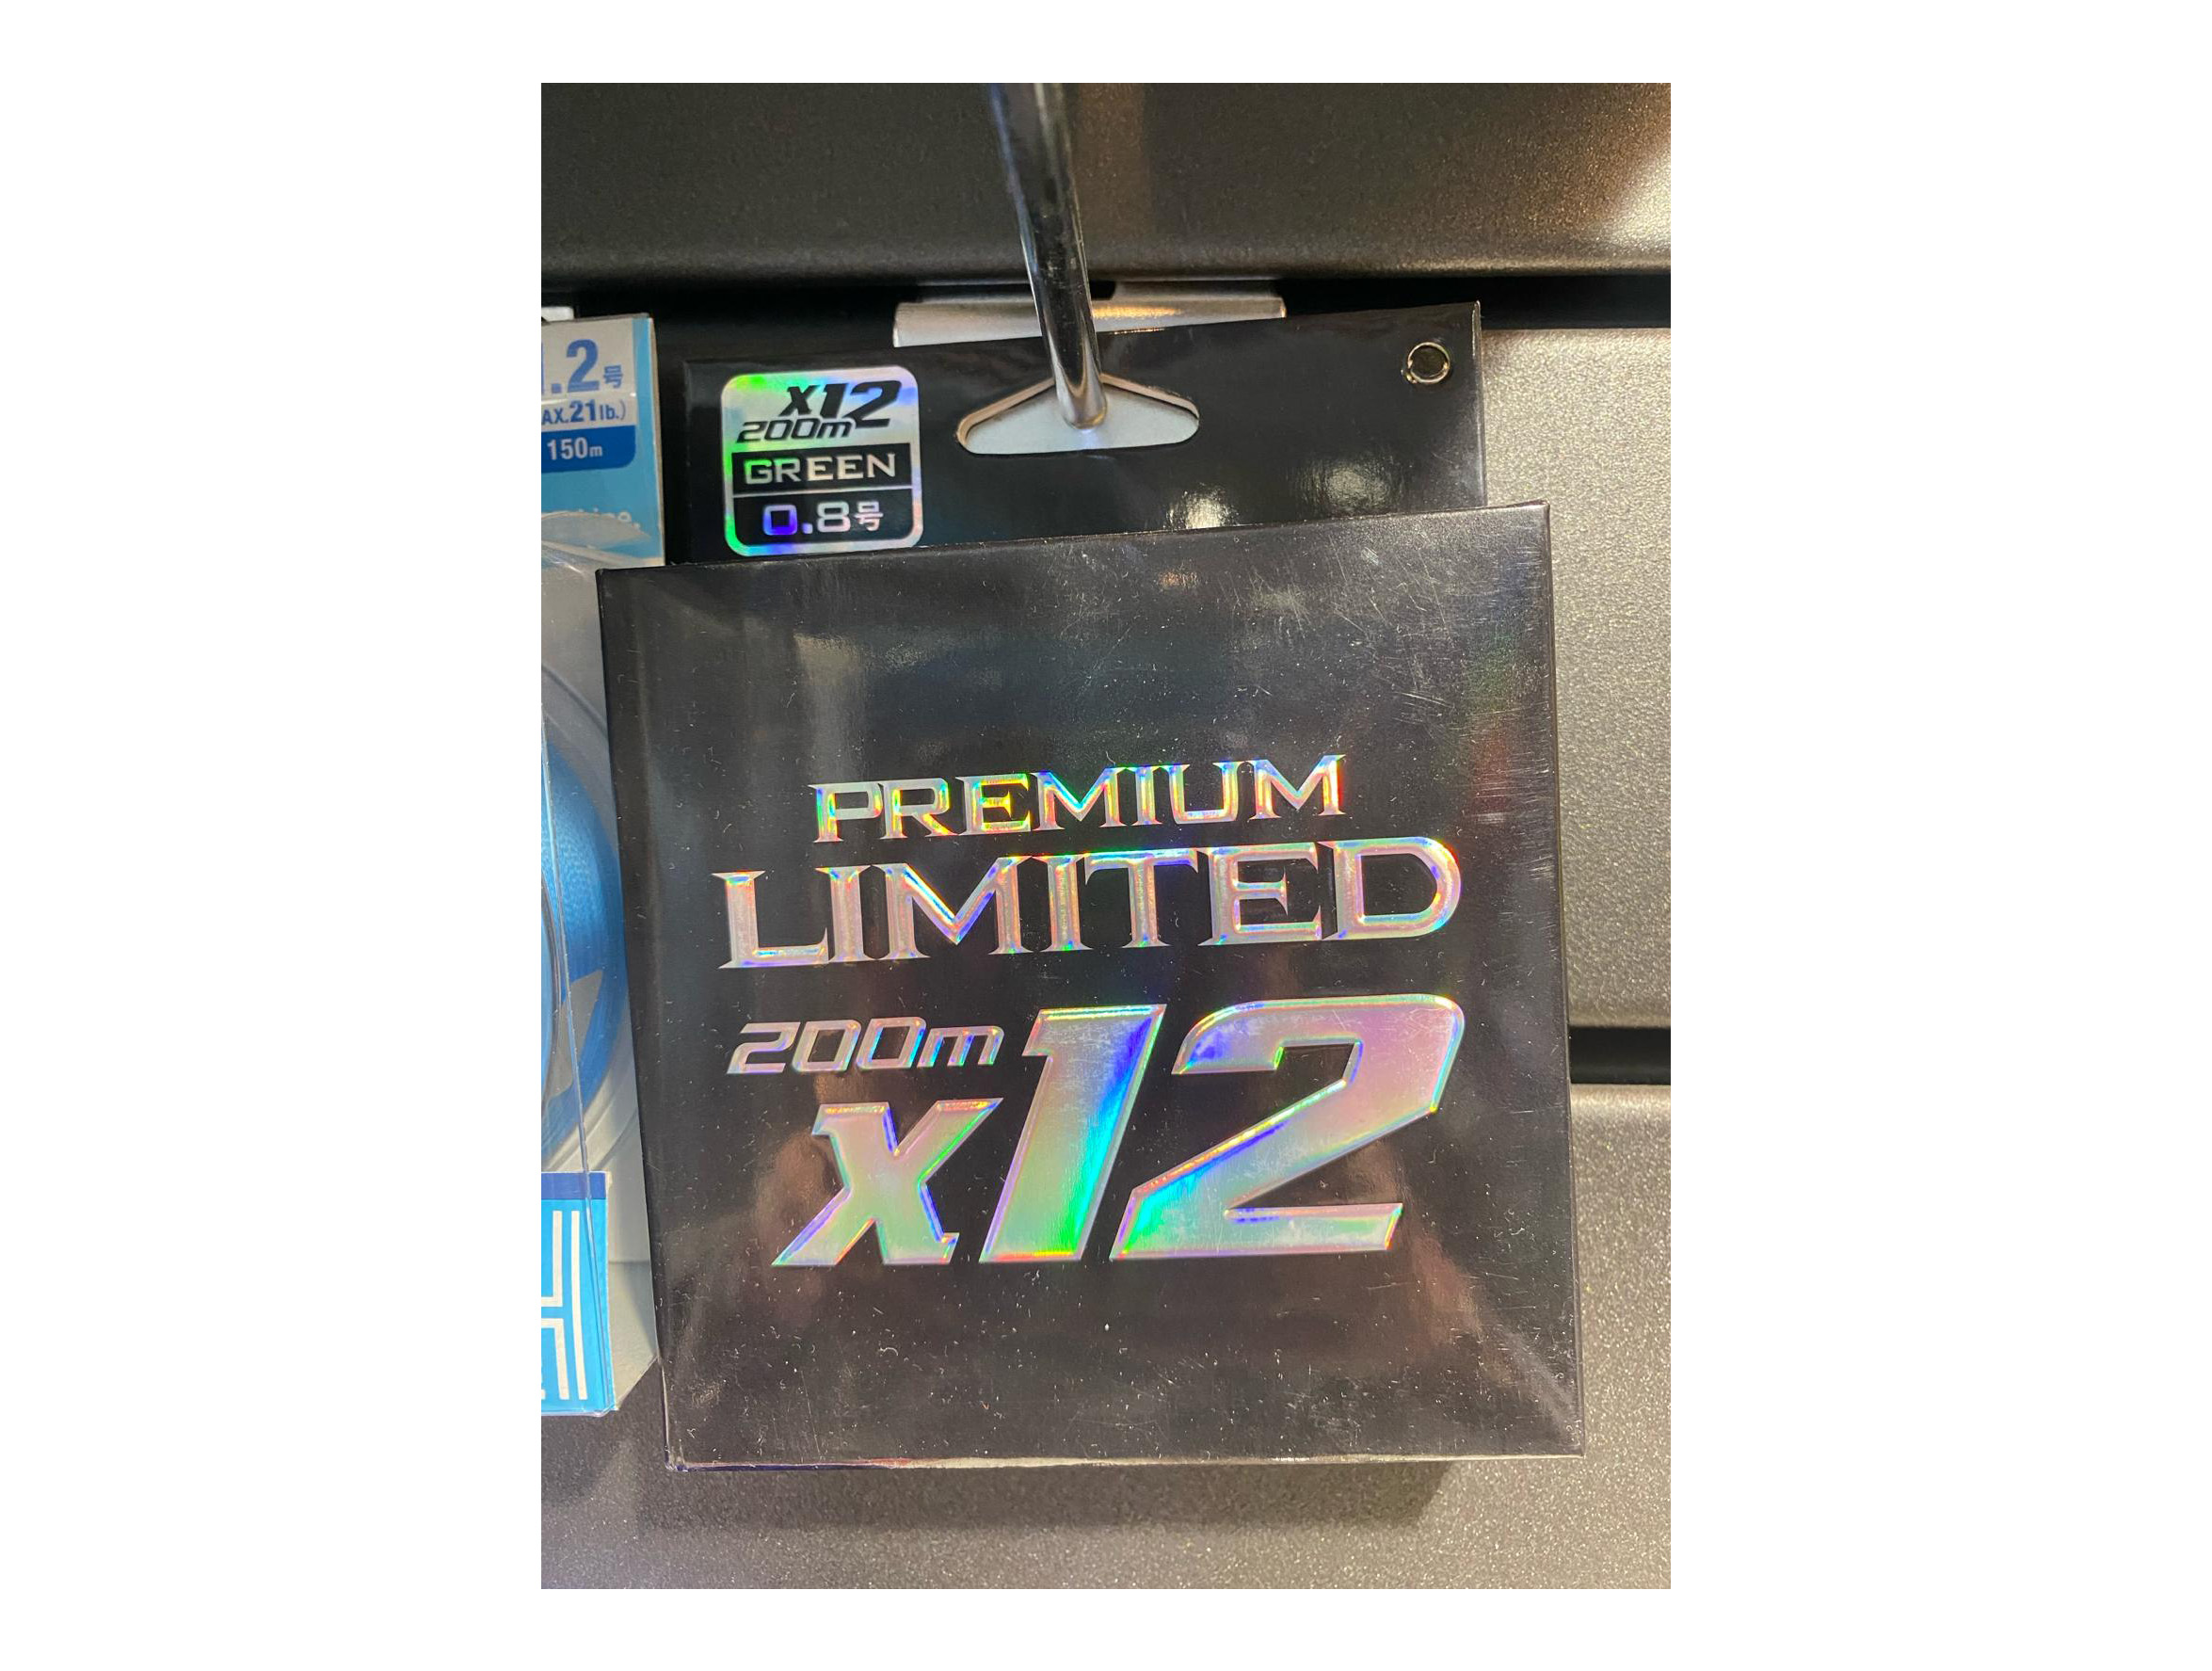 .2号
AX.21lb.)
150m
x12
200m
GREEN
0.8号
PREMIUM
LIMITED
200m
x12